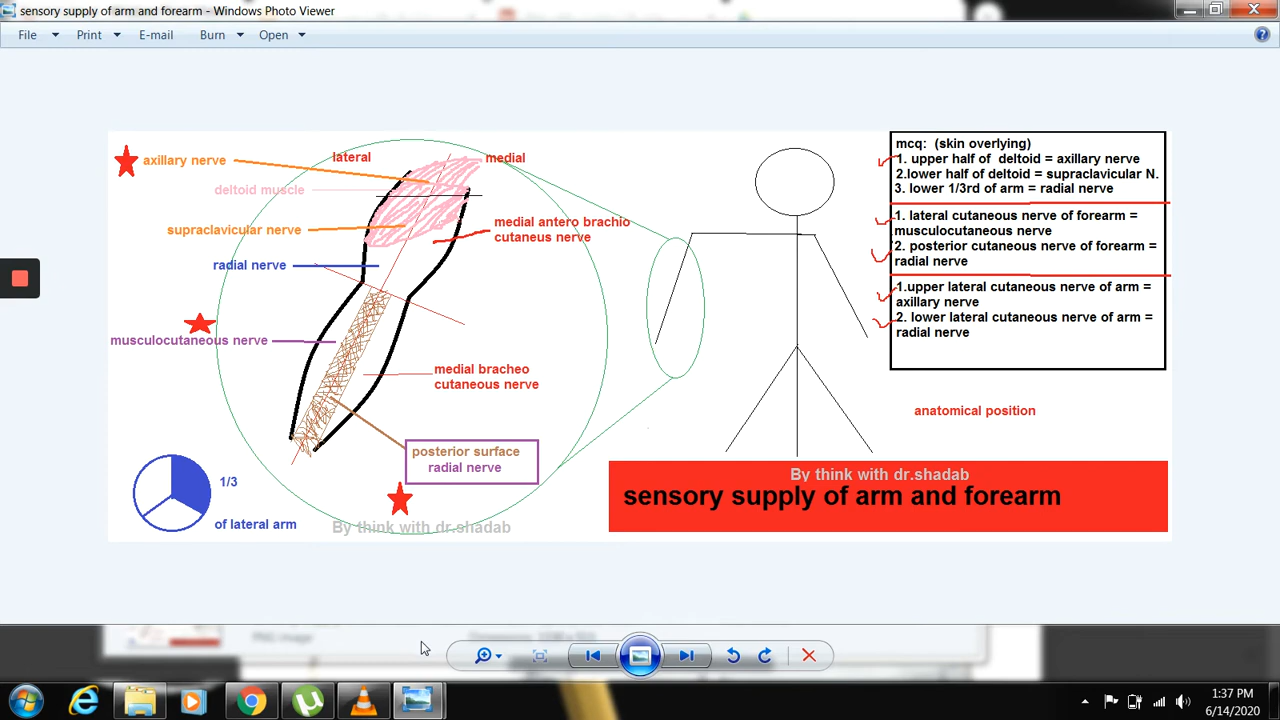 sensory supply of arm and forearm - Windows Photo Viewer
File Print E-mail Burn Open
axillary nerve
lateral
medial
deltoid muscle
supraclavicular nerve
medial antero brachio
cutaneus nerve
radial nerve
musculocutaneous nerve
medial bracheo
cutaneous nerve
posterior surface
radial nerve
1/3
of lateral arm
By think with dr.shadab
mcq: (skin overlying)
1. upper half of deltoid = axillary nerve
2.lower half of deltoid = supraclavicular N.
3. lower 1/3rd of arm = radial nerve
1. lateral cutaneous nerve of forearm =
musculocutaneous nerve
2. posterior cutaneous nerve of forearm =
radial nerve
1.upper lateral cutaneous nerve of arm =
axillary nerve
2. lower lateral cutaneous nerve of arm =
radial nerve
anatomical position
By think with dr.shadab
sensory supply of arm and forearm
PNG image
1:37 PM
6/14/2020